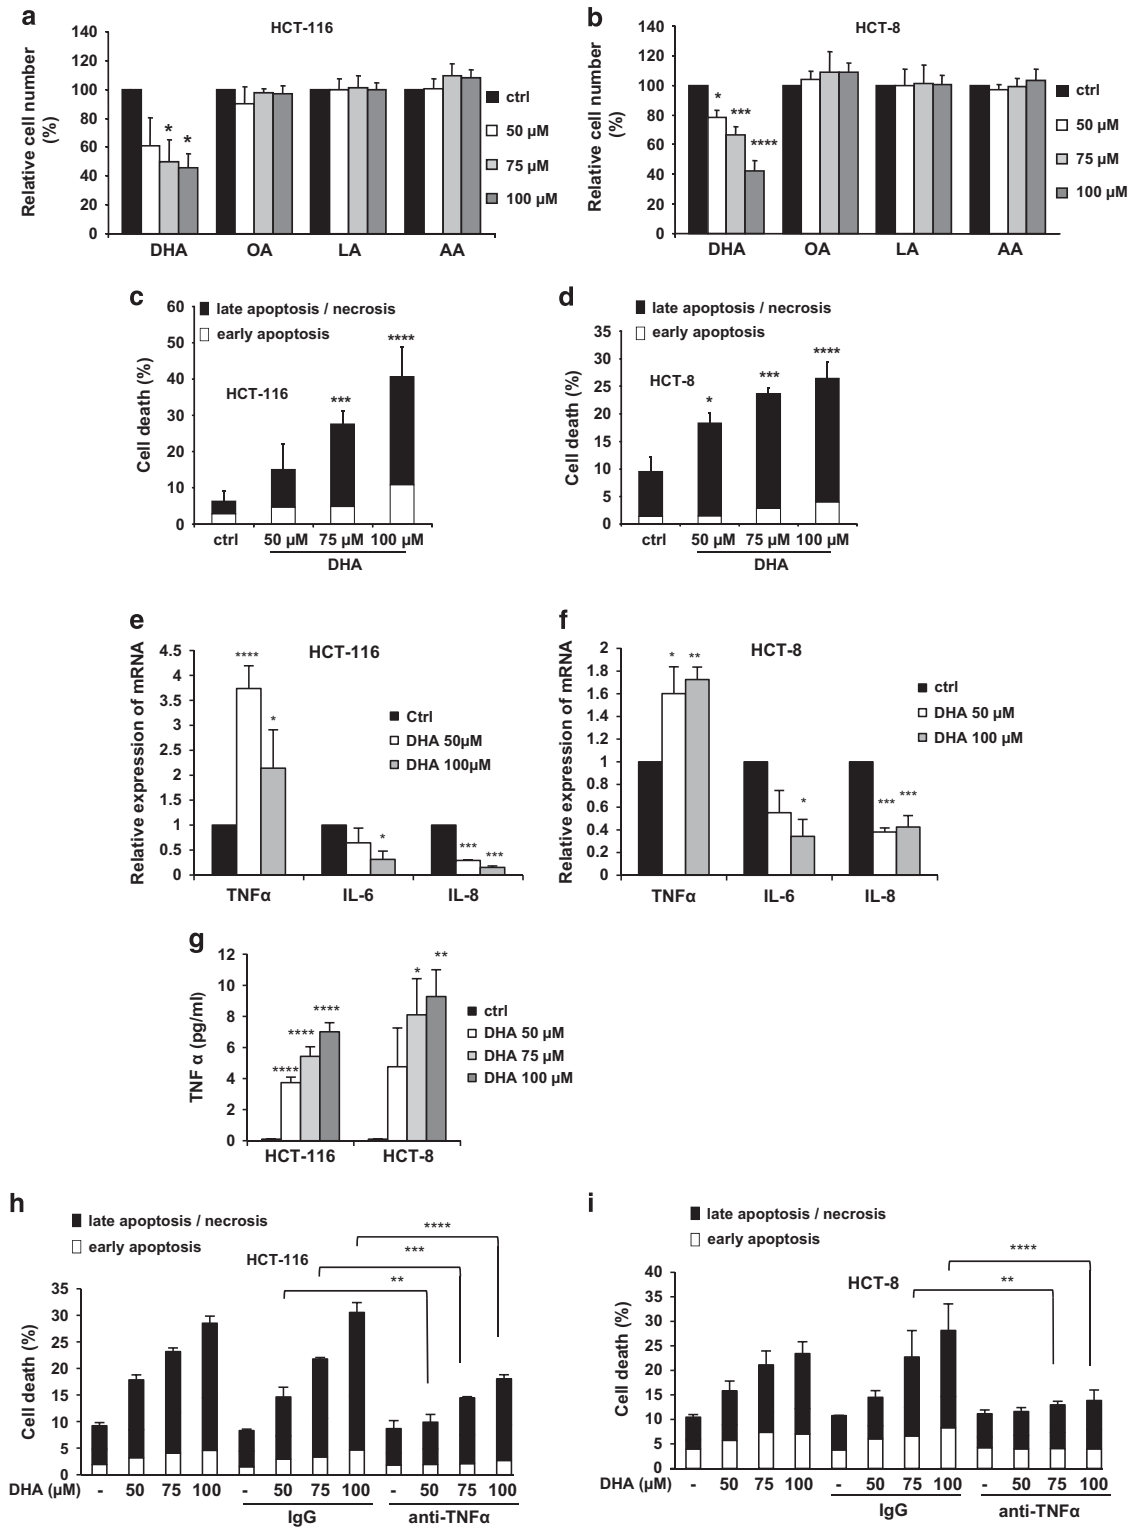 a
HCT-116
Relative cell number
(%)
140
120
100
80
60
40
20
0
*
*
DHA OA LA AA
ctrl
50 µM
75 µM
100 µM
b
HCT-8
Relative cell number
(%)
140
120
100
80
60
40
20
0
*
***
****
DHA OA LA AA
ctrl
50 µM
75 µM
100 µM
c
late apoptosis / necrosis
early apoptosis
HCT-116
Cell death (%)
60
50
40
30
20
10
0
***
****
ctrl 50 µM 75 µM 100 µM
DHA
d
late apoptosis / necrosis
early apoptosis
HCT-8
Cell death (%)
35
30
25
20
15
10
5
0
*
***
****
ctrl 50 µM 75 µM 100 µM
DHA
e
HCT-116
Relative expression of mRNA
4.5
4
3.5
3
2.5
2
1.5
1
0.5
0
****
*
*
***
***
TNFα IL-6 IL-8
Ctrl
DHA 50µM
DHA 100µM
f
HCT-8
Relative expression of mRNA
2
1.8
1.6
1.4
1.2
1
0.8
0.6
0.4
0.2
0
*
**
*
***
***
TNFα IL-6 IL-8
ctrl
DHA 50 µM
DHA 100 µM
g
TNF α (pg/ml)
12
10
8
6
4
2
0
****
****
****
*
**
HCT-116 HCT-8
ctrl
DHA 50 µM
DHA 75 µM
DHA 100 µM
h
late apoptosis / necrosis
early apoptosis
HCT-116
****
***
**
Cell death (%)
35
30
25
20
15
10
5
0
DHA (µM) - 50 75 100 - 50 75 100 - 50 75 100
IgG anti-TNFα
i
late apoptosis / necrosis
early apoptosis
HCT-8
****
**
Cell death (%)
40
35
30
25
20
15
10
5
0
DHA (µM) - 50 75 100 - 50 75 100 - 50 75 100
IgG anti-TNFα